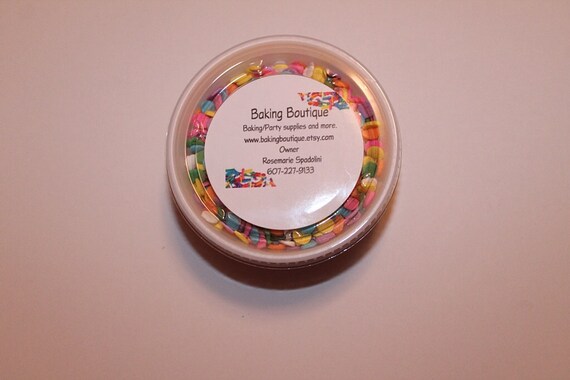 Baking Boutique
Baking/Party supplies and more.
www.bakingboutique.etsy.com
Owner
Rosemarie Spadolini
607-227-9133